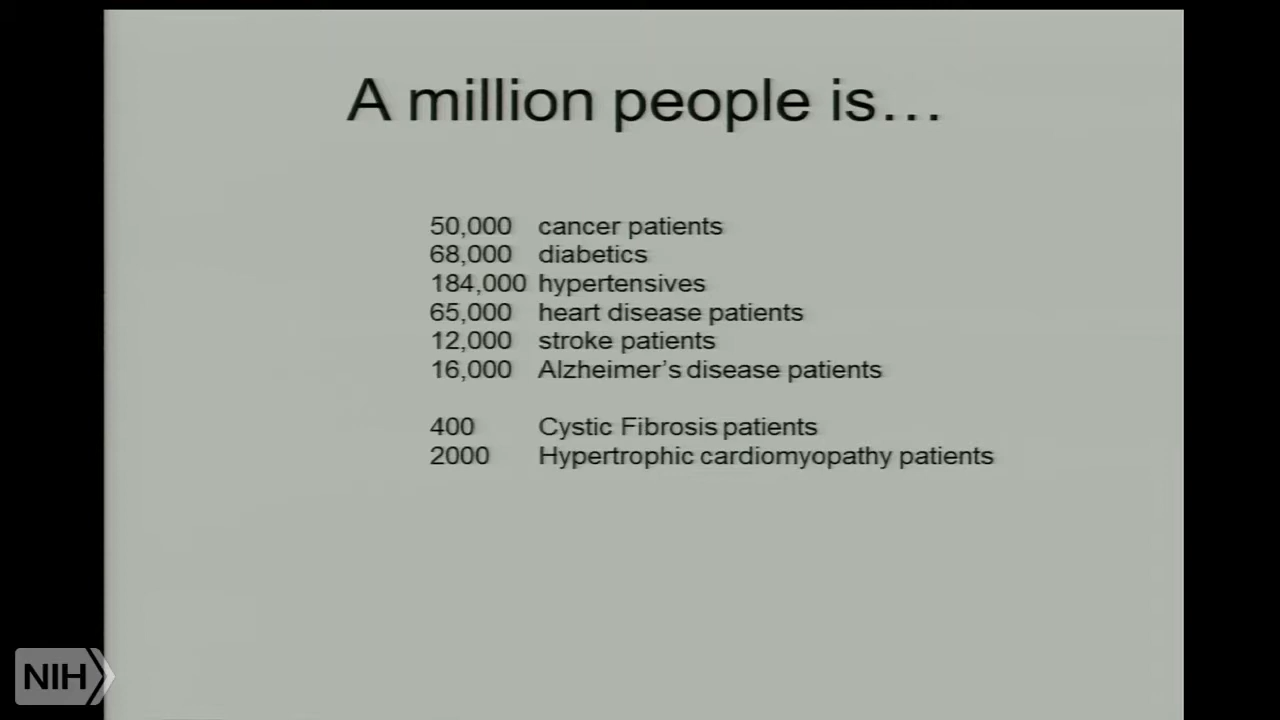 A million people is…
50,000 cancer patients
68,000 diabetics
184,000 hypertensives
65,000 heart disease patients
12,000 stroke patients
16,000 Alzheimer’s disease patients
400 Cystic Fibrosis patients
2000 Hypertrophic cardiomyopathy patients
NIH